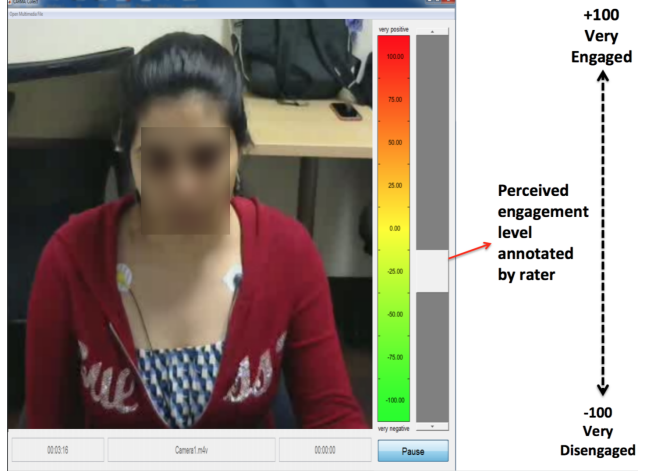 Open Multimedia File
very positive
100.00
75.00
50.00
25.00
0.00
-25.00
-50.00
-75.00
-100.00
very negative
00:03:16
Camera1.m4v
00:00:00
Pause
+100
Very
Engaged
Perceived
engagement
level
annotated
by rater
-100
Very
Disengaged